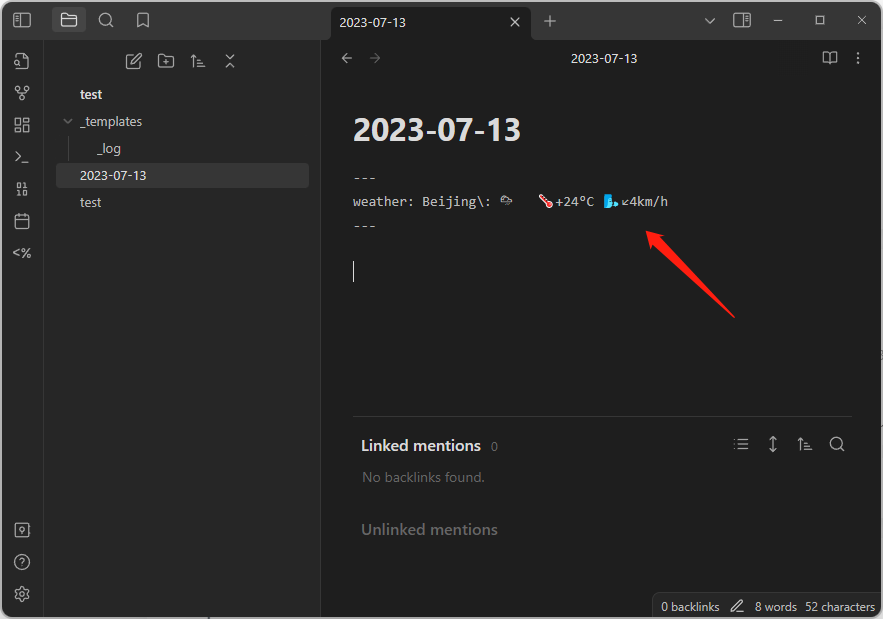 2023-07-13
test
_templates
_log
2023-07-13
test
<%
2023-07-13
2023-07-13
---
weather: Beijing\: 🌧 🌡️+24°C 🌬️↙4km/h
---
Linked mentions 0
No backlinks found.
Unlinked mentions
0 backlinks 8 words 52 characters